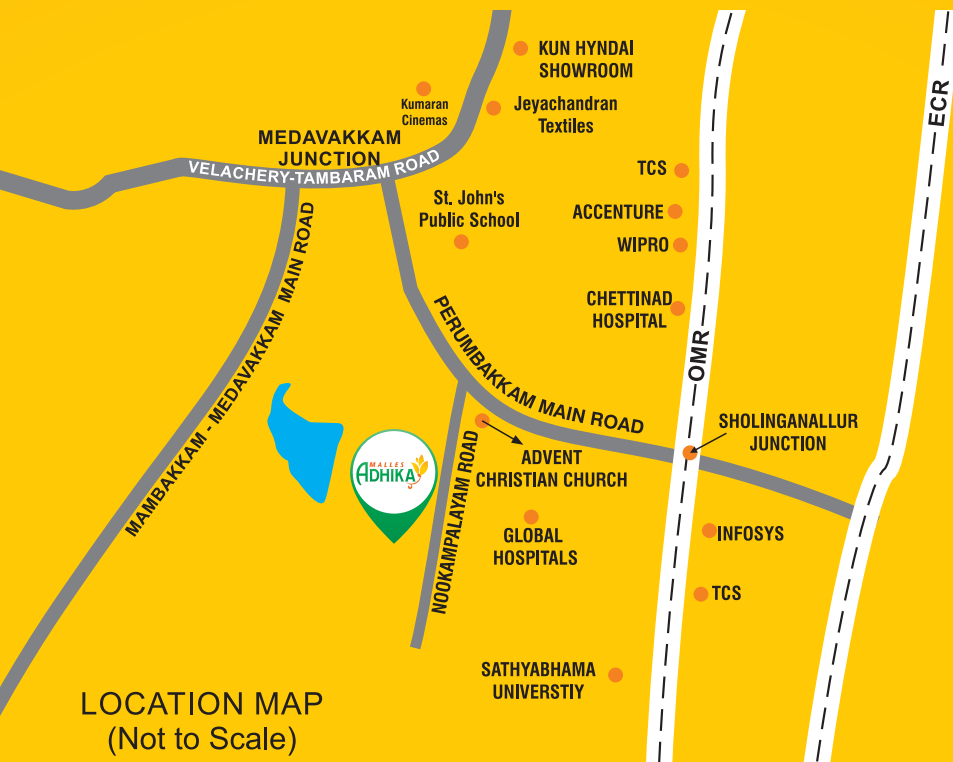 KUN HYNDAI
SHOWROOM
Kumaran
Cinemas
Jeyachandran
Textiles
ECR
MEDAVAKKAM
JUNCTION
VELACHERY-TAMBARAM ROAD
TCS
St. John's
Public School
ACCENTURE
WIPRO
MAMBAKKAM - MEDAVAKKAM MAIN ROAD
CHETTINAD
HOSPITAL
OMR
PERUMBAKKAM MAIN ROAD
SHOLINGANALLUR
JUNCTION
MALLES
ADHIKA
NOOKAMPALAYAM ROAD
ADVENT
CHRISTIAN CHURCH
GLOBAL
HOSPITALS
INFOSYS
TCS
SATHYABHAMA
UNIVERSTIY
LOCATION MAP
(Not to Scale)